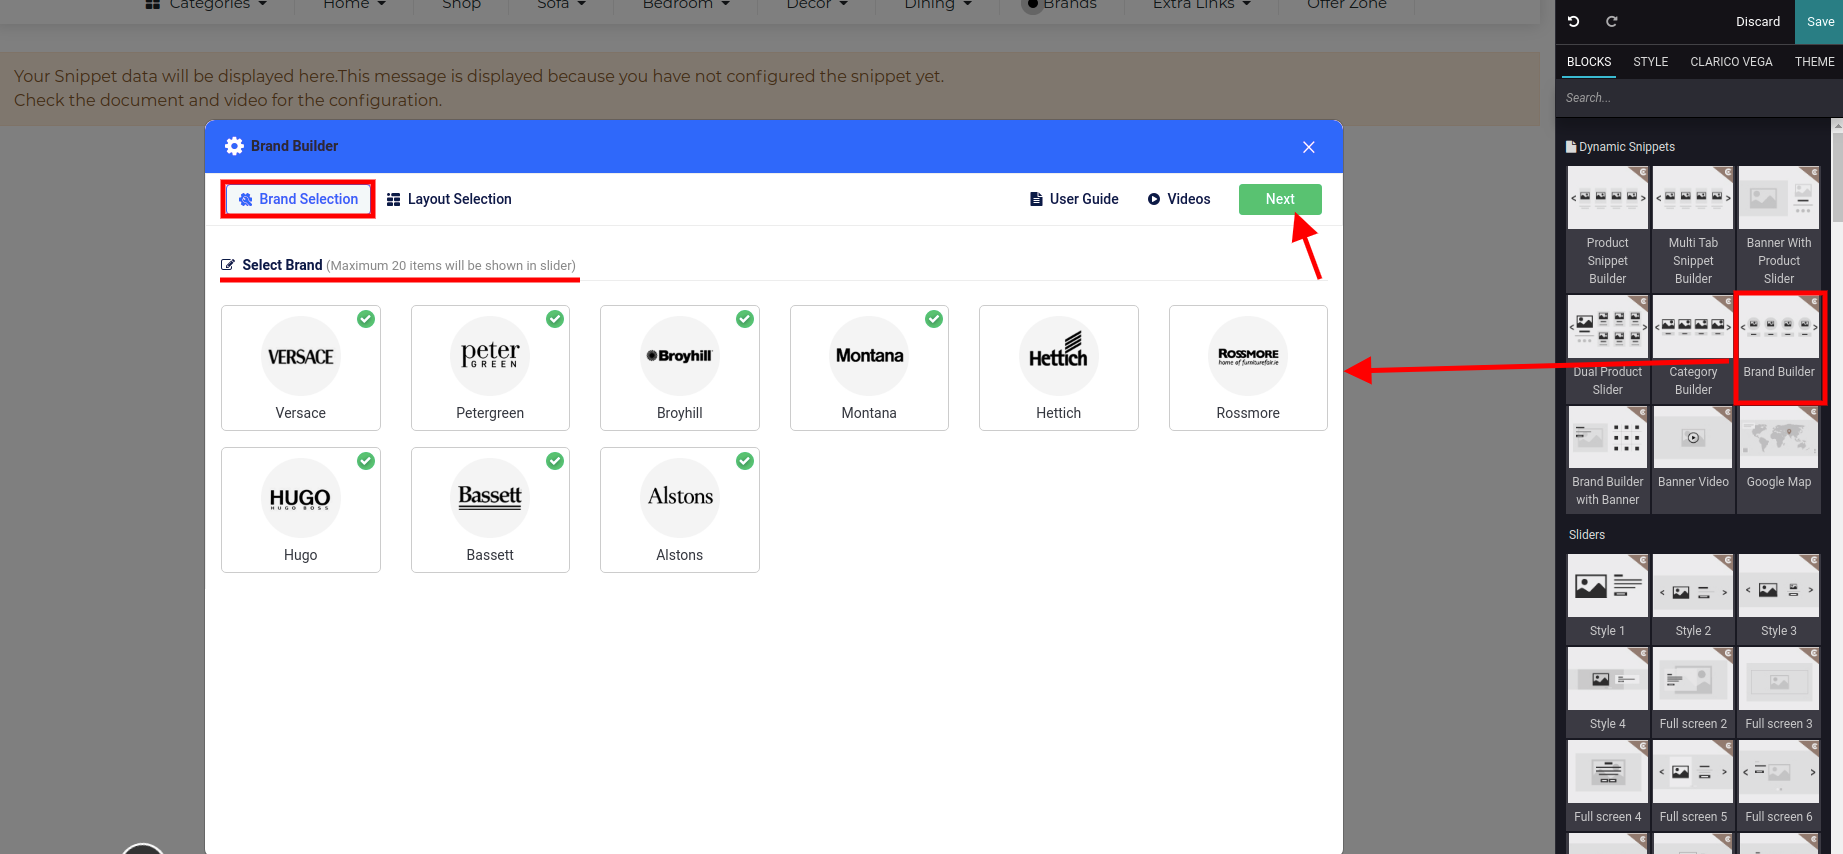 Categories
Home
Shop
Sofa
Bedroom
Decor
Dining
Brands
Extra Links
Offer Zone
Discard
Save
Your Snippet data will be displayed here.This message is displayed because you have not configured the snippet yet.
Check the document and video for the configuration.
BLOCKS
STYLE
CLARICO VEGA
THEME
Search...
Brand Builder
Brand Selection
Layout Selection
User Guide
Videos
Next
Select Brand (Maximum 20 items will be shown in slider)
VERSACE
Versace
peter
GREEN
Petergreen
Broyhill
Broyhill
Montana
Montana
Hettich
Hettich
ROSSMORE
home of furniturefair.ie
Rossmore
HUGO
HUGO BOSS
Hugo
Bassett
Bassett
Alstons
Alstons
Dynamic Snippets
Product
Snippet
Builder
Multi Tab
Snippet
Builder
Banner With
Product
Slider
Dual Product
Slider
Category
Builder
Brand Builder
Brand Builder
with Banner
Banner Video
Google Map
Sliders
Style 1
Style 2
Style 3
Style 4
Full screen 2
Full screen 3
Full screen 4
Full screen 5
Full screen 6